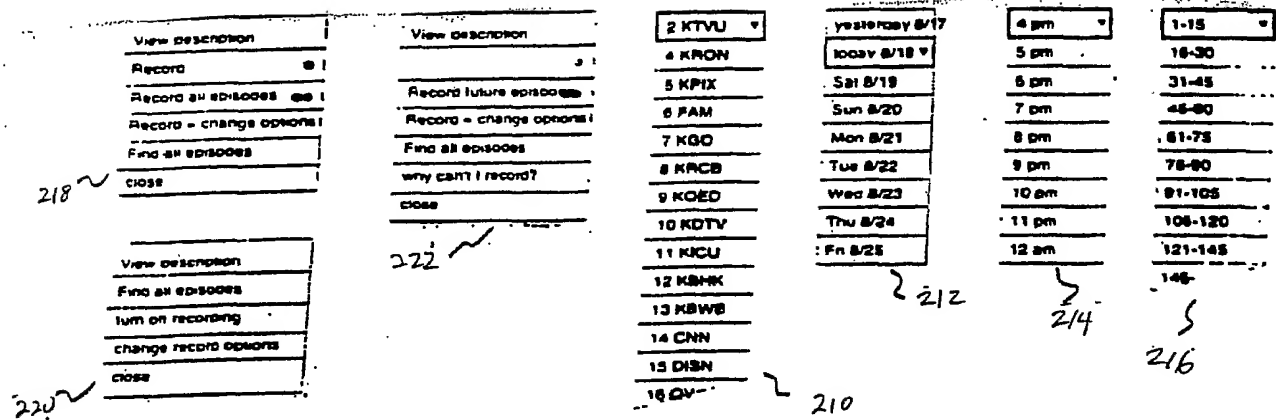 View description
Record
Record all episodes
Record - change options
Find all episodes
close
218
View description
Find all episodes
turn on recording
change record options
close
220
View description
Record future episodes
Record - change options
Find all episodes
why can't I record?
close
222
2 KTVU
4 KRON
5 KPIX
6 FAM
7 KGO
8 KRCB
9 KQED
10 KDTV
11 KICU
12 KBHK
13 KBWB
14 CNN
15 DISN
16
210
yesterday 8/17
today 8/18
Sat 8/19
Sun 8/20
Mon 8/21
Tue 8/22
Wed 8/23
Thu 8/24
Fri 8/25
212
4 pm
5 pm
6 pm
7 pm
8 pm
9 pm
10 pm
11 pm
12 am
214
1-15
16-30
31-45
46-60
61-75
76-90
91-105
106-120
121-145
146-
216